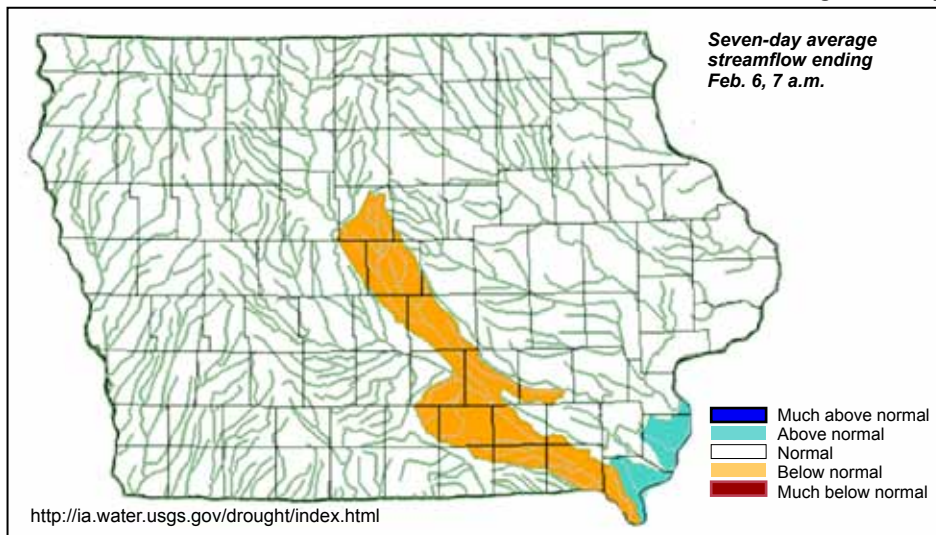 Seven-day average
streamflow ending
Feb. 6, 7 a.m.
Much above normal
Above normal
Normal
Below normal
Much below normal
http://ia.water.usgs.gov/drought/index.html